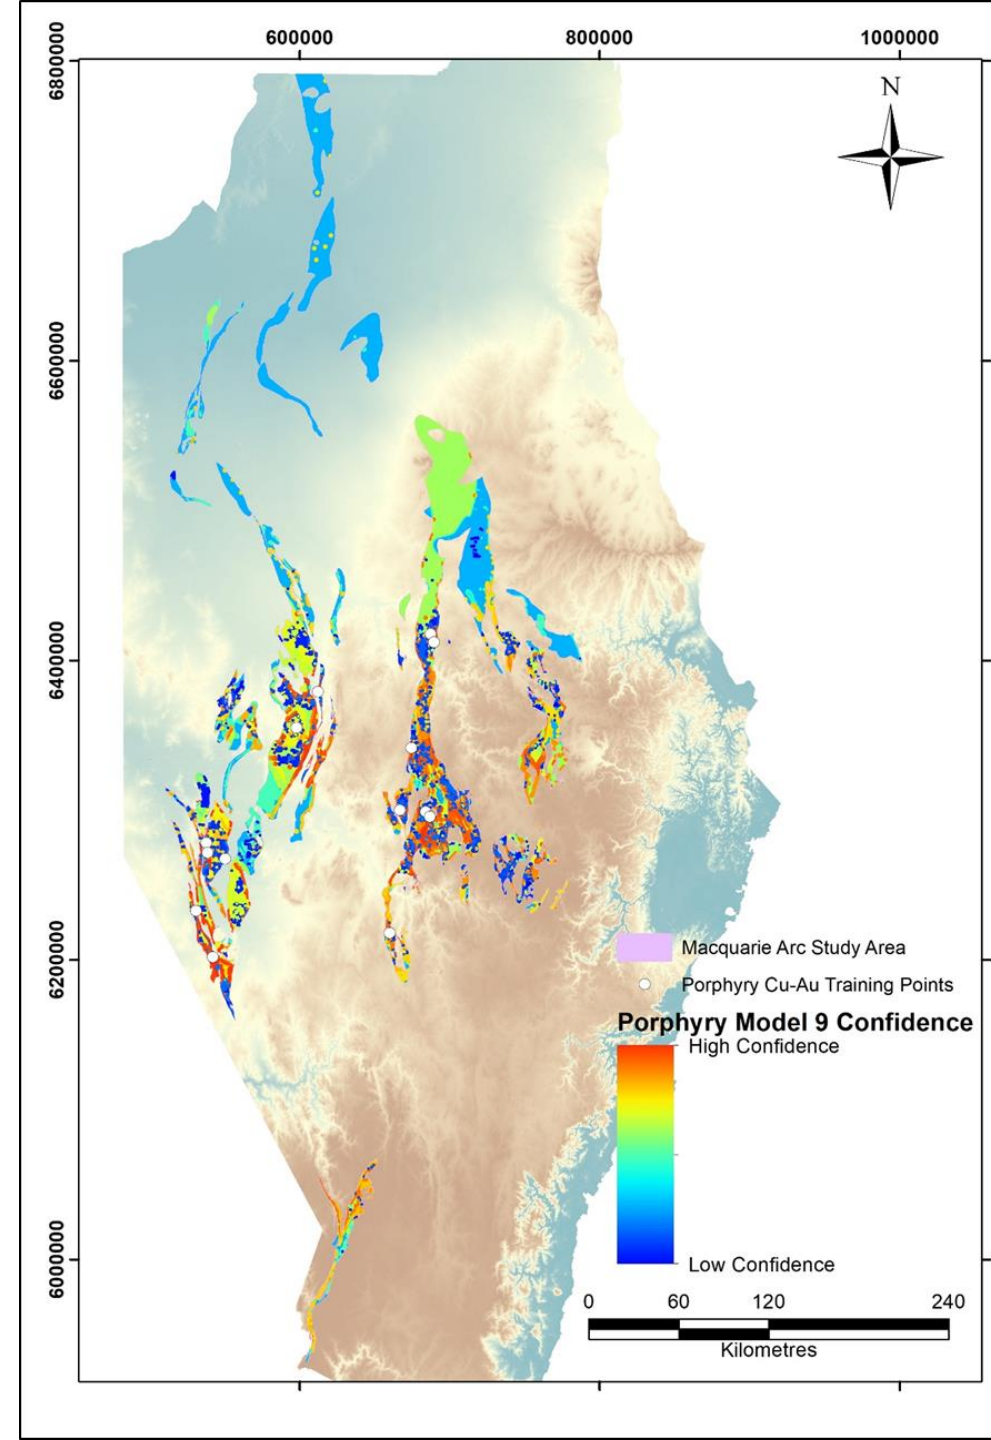 600000 800000 1000000
6800000
N
6600000
6400000
6200000
6000000
Macquarie Arc Study Area
Porphyry Cu-Au Training Points
Porphyry Model 9 Confidence
High Confidence
Low Confidence
0 60 120 240
Kilometres